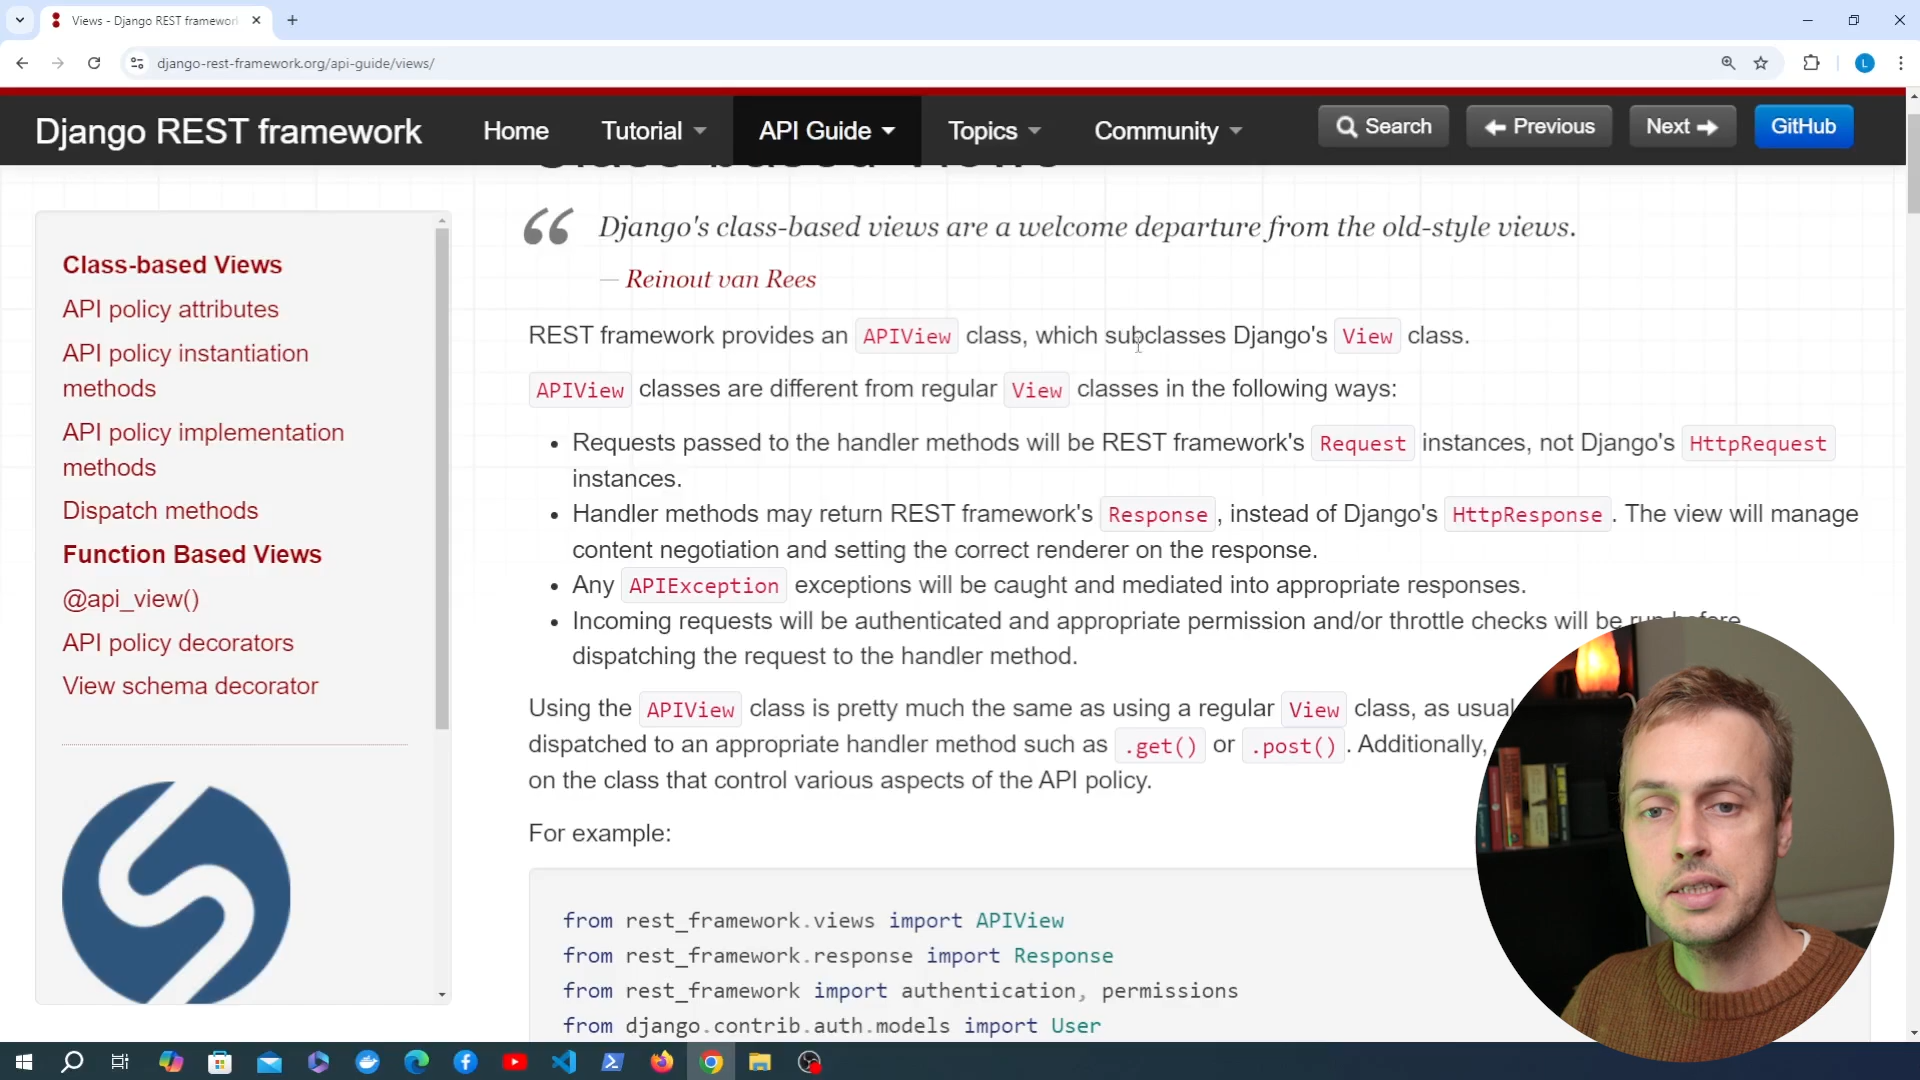 Views - Django REST framework
django-rest-framework.org/api-guide/views/
Django REST framework
Home
Tutorial
API Guide
Topics
Community
Search
Previous
Next
GitHub
Class-based Views
API policy attributes
API policy instantiation
methods
API policy implementation
methods
Dispatch methods
Function Based Views
@api_view()
API policy decorators
View schema decorator
Class-based Views
Django's class-based views are a welcome departure from the old-style views.
— Reinout van Rees
REST framework provides an APIView class, which subclasses Django's View class.
APIView classes are different from regular View classes in the following ways:
• Requests passed to the handler methods will be REST framework's Request instances, not Django's HttpRequest
instances.
• Handler methods may return REST framework's Response, instead of Django's HttpResponse. The view will manage
content negotiation and setting the correct renderer on the response.
• Any APIException exceptions will be caught and mediated into appropriate responses.
• Incoming requests will be authenticated and appropriate permission and/or throttle checks will be run before
dispatching the request to the handler method.
Using the APIView class is pretty much the same as using a regular View class, as usual
dispatched to an appropriate handler method such as .get() or .post(). Additionally,
on the class that control various aspects of the API policy.
For example:
from rest_framework.views import APIView
from rest_framework.response import Response
from rest_framework import authentication, permissions
from django.contrib.auth.models import User
L